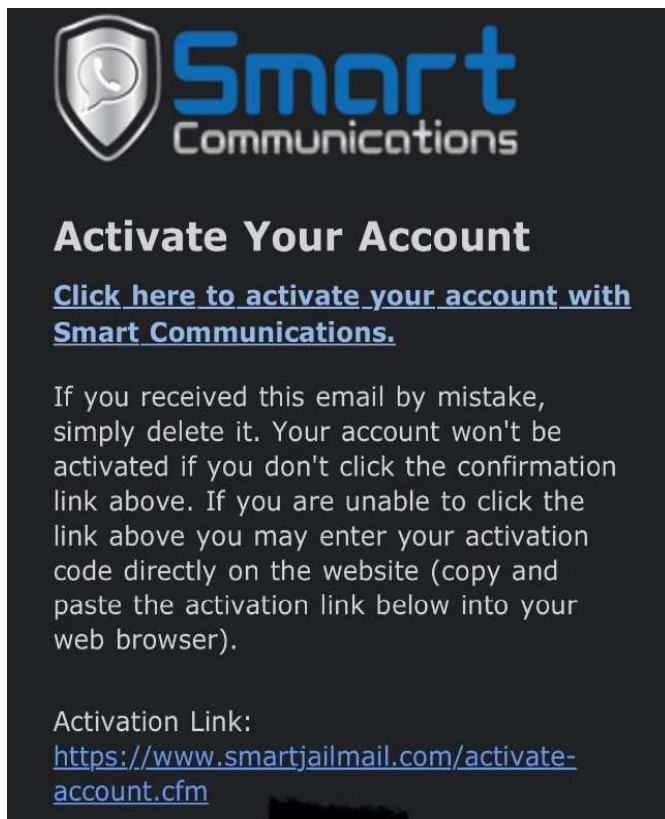 Smart
Communications
Activate Your Account
Click here to activate your account with
Smart Communications.
If you received this email by mistake,
simply delete it. Your account won't be
activated if you don't click the confirmation
link above. If you are unable to click the
link above you may enter your activation
code directly on the website (copy and
paste the activation link below into your
web browser).
Activation Link:
https://www.smartjailmail.com/activate-
account.cfm